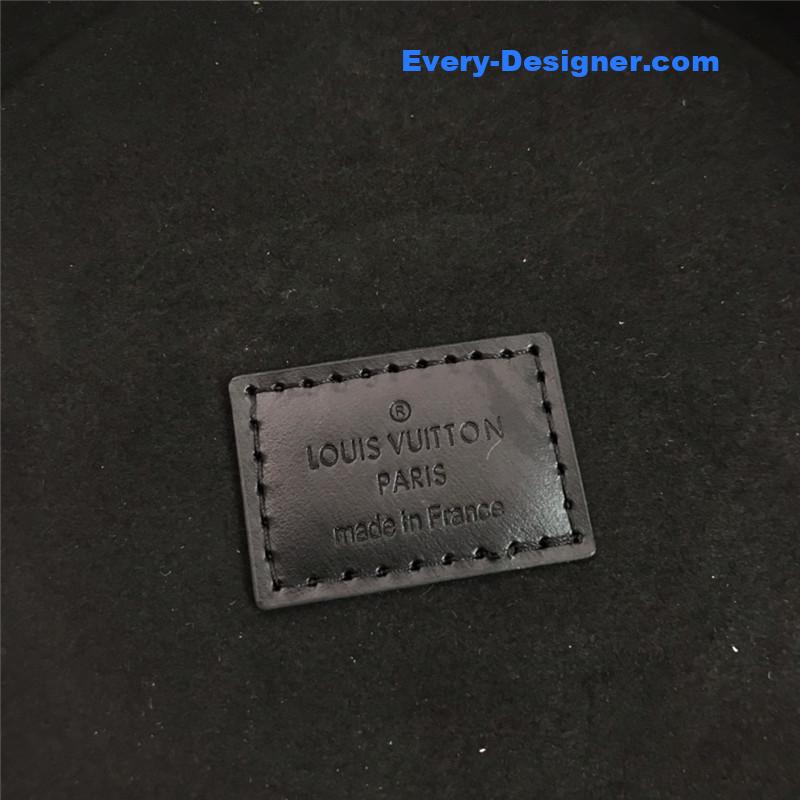 Every-Designer.com
®
LOUIS VUITTON
PARIS
made in France